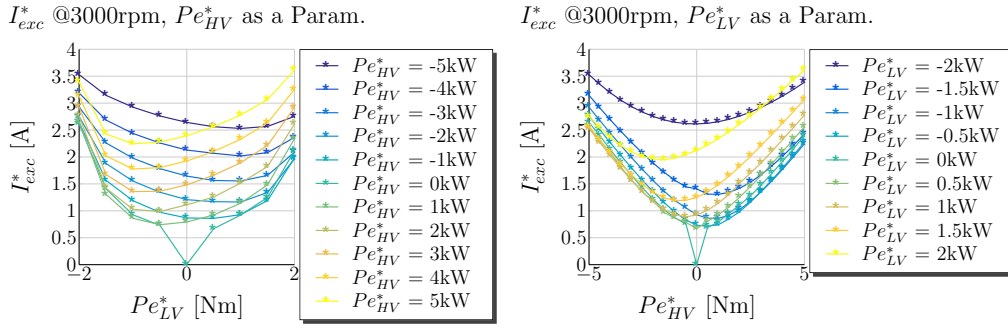 I*exc @3000rpm, Pe*HV as a Param.
4
3.5
3
2.5
2
1.5
1
0.5
0
−2
0
2
I*exc [A]
Pe*LV [Nm]
Pe*HV = -5kW
Pe*HV = -4kW
Pe*HV = -3kW
Pe*HV = -2kW
Pe*HV = -1kW
Pe*HV = 0kW
Pe*HV = 1kW
Pe*HV = 2kW
Pe*HV = 3kW
Pe*HV = 4kW
Pe*HV = 5kW
I*exc @3000rpm, Pe*LV as a Param.
4
3.5
3
2.5
2
1.5
1
0.5
0
−5
0
5
I*exc [A]
Pe*HV [Nm]
Pe*LV = -2kW
Pe*LV = -1.5kW
Pe*LV = -1kW
Pe*LV = -0.5kW
Pe*LV = 0kW
Pe*LV = 0.5kW
Pe*LV = 1kW
Pe*LV = 1.5kW
Pe*LV = 2kW